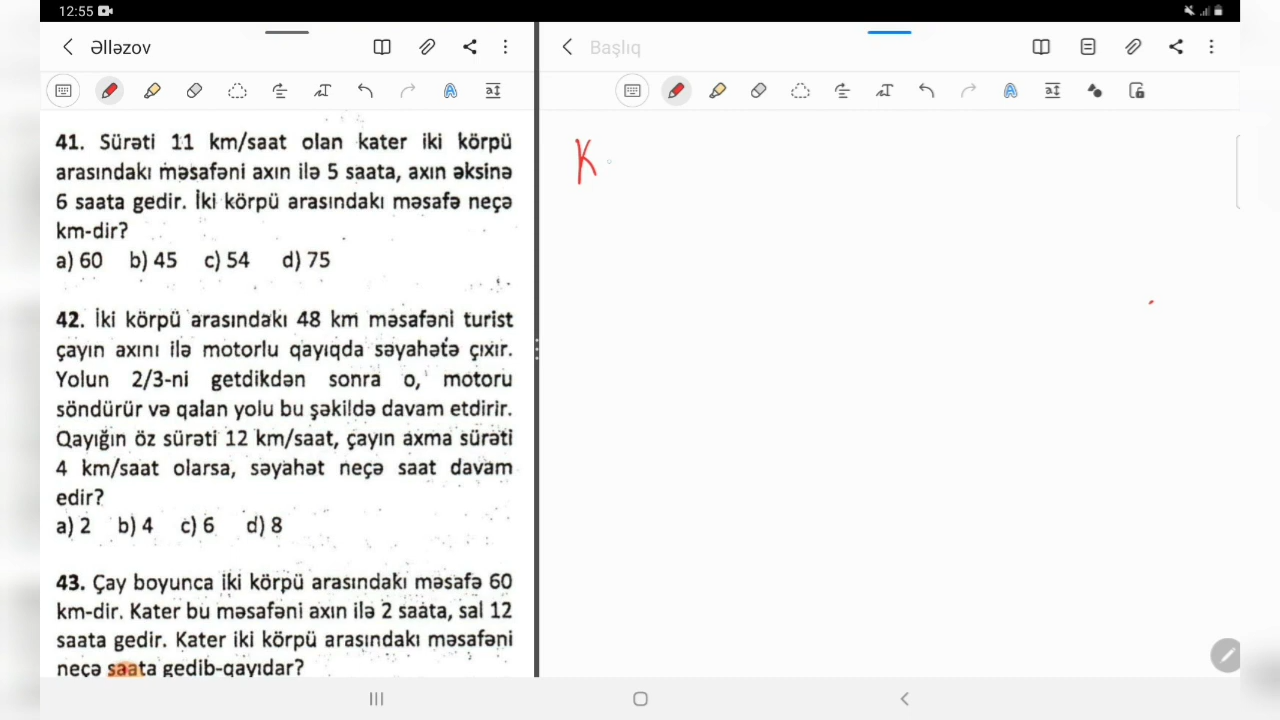 12:55
Əlləzov
Başlıq
41. Sürəti 11 km/saat olan kater iki körpü
arasındakı məsafəni axın ilə 5 saata, axın əksinə
6 saata gedir. İki körpü arasındakı məsafə neçə
km-dir?
a) 60 b) 45 c) 54 d) 75
42. İki körpü arasındakı 48 km məsafəni turist
çayın axını ilə motorlu qayıqda səyahətə çıxır.
Yolun 2/3-ni getdikdən sonra o, motoru
söndürür və qalan yolu bu şəkildə davam etdirir.
Qayığın öz sürəti 12 km/saat, çayın axma sürəti
4 km/saat olarsa, səyahət neçə saat davam
edir?
a) 2 b) 4 c) 6 d) 8
43. Çay boyunca iki körpü arasındakı məsafə 60
km-dir. Kater bu məsafəni axın ilə 2 saata, sal 12
saata gedir. Kater iki körpü arasındakı məsafəni
neçə saata gedib-qayıdar?
K